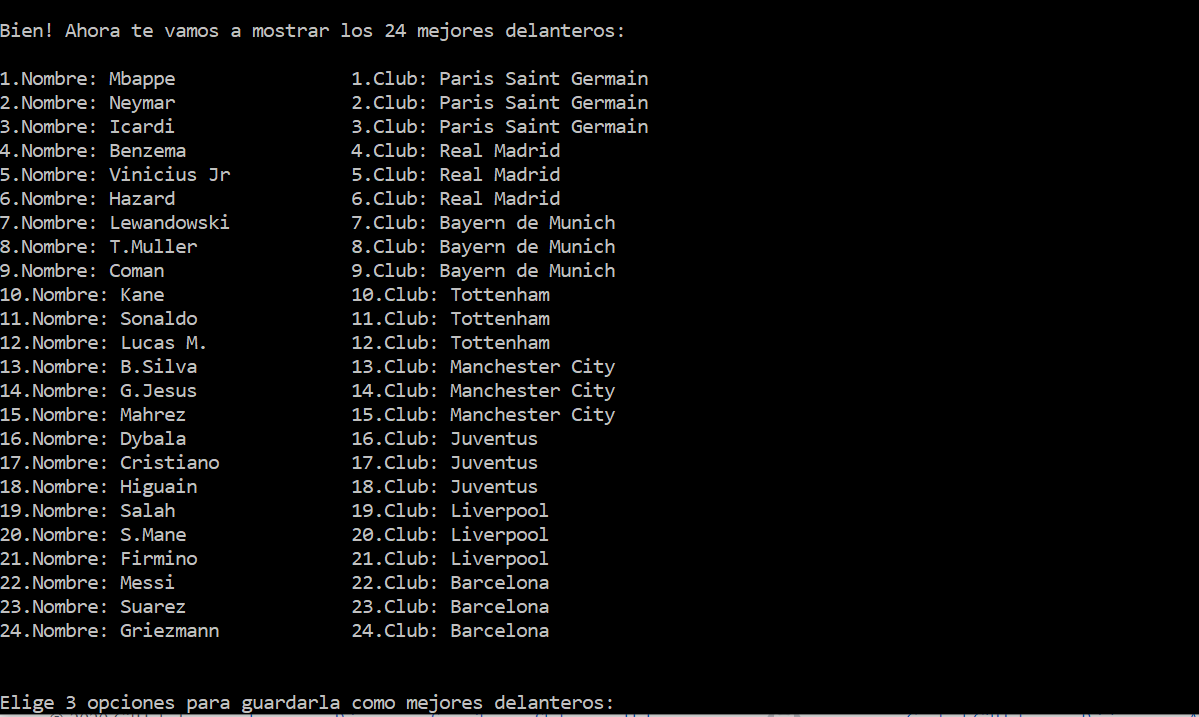 Bien! Ahora te vamos a mostrar los 24 mejores delanteros:
1.Nombre: Mbappe 1.Club: Paris Saint Germain
2.Nombre: Neymar 2.Club: Paris Saint Germain
3.Nombre: Icardi 3.Club: Paris Saint Germain
4.Nombre: Benzema 4.Club: Real Madrid
5.Nombre: Vinicius Jr 5.Club: Real Madrid
6.Nombre: Hazard 6.Club: Real Madrid
7.Nombre: Lewandowski 7.Club: Bayern de Munich
8.Nombre: T.Muller 8.Club: Bayern de Munich
9.Nombre: Coman 9.Club: Bayern de Munich
10.Nombre: Kane 10.Club: Tottenham
11.Nombre: Sonaldo 11.Club: Tottenham
12.Nombre: Lucas M. 12.Club: Tottenham
13.Nombre: B.Silva 13.Club: Manchester City
14.Nombre: G.Jesus 14.Club: Manchester City
15.Nombre: Mahrez 15.Club: Manchester City
16.Nombre: Dybala 16.Club: Juventus
17.Nombre: Cristiano 17.Club: Juventus
18.Nombre: Higuain 18.Club: Juventus
19.Nombre: Salah 19.Club: Liverpool
20.Nombre: S.Mane 20.Club: Liverpool
21.Nombre: Firmino 21.Club: Liverpool
22.Nombre: Messi 22.Club: Barcelona
23.Nombre: Suarez 23.Club: Barcelona
24.Nombre: Griezmann 24.Club: Barcelona
Elige 3 opciones para guardarla como mejores delanteros: